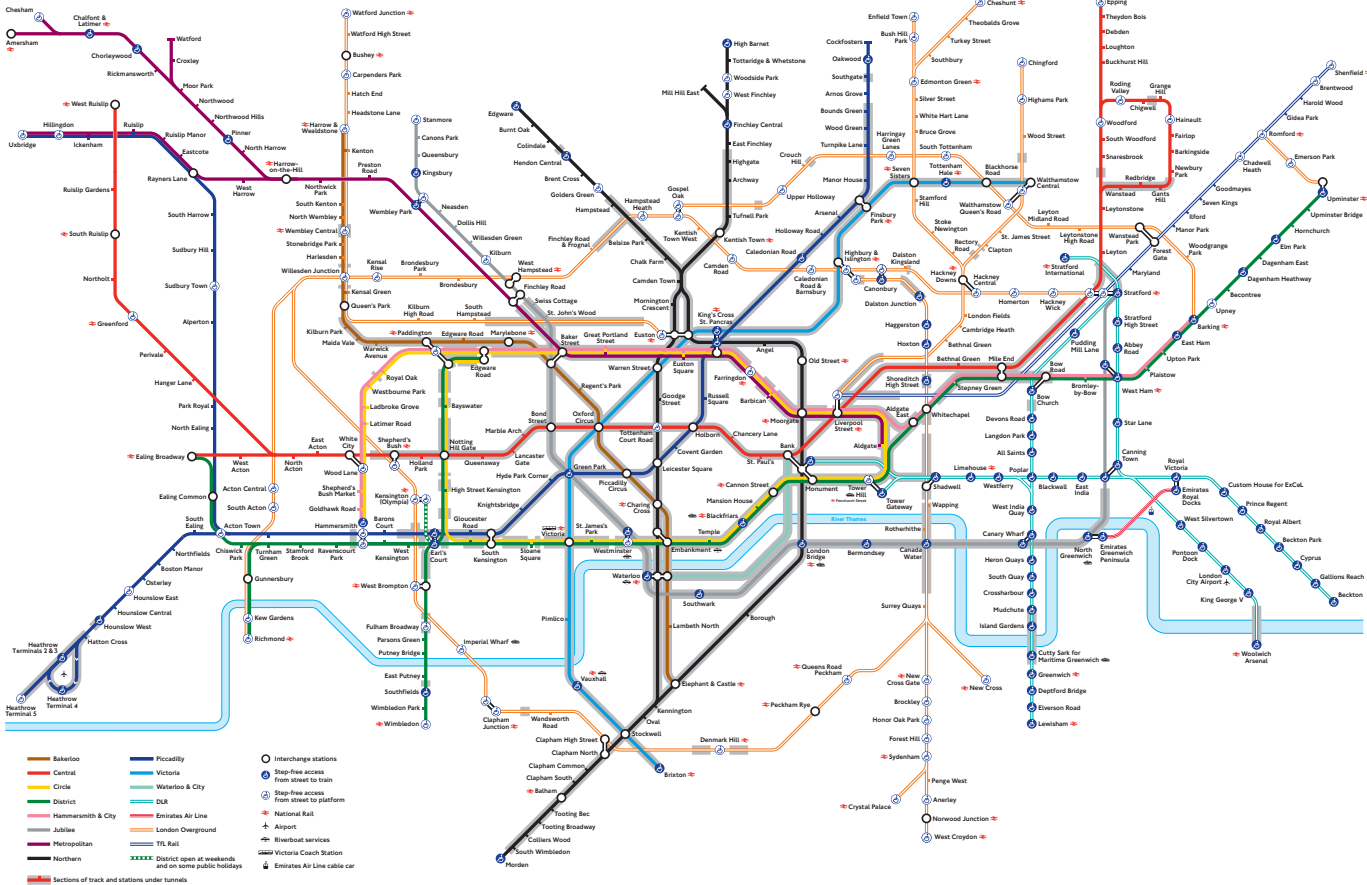 Chesham
Chalfont &
Latimer
Amersham
Chorleywood
Rickmansworth
Watford
Croxley
Moor Park
Northwood
Northwood Hills
Pinner
North Harrow
Harrow-
on-the-Hill
West Ruislip
Hillingdon
Uxbridge
Ickenham
Ruislip
Ruislip Manor
Eastcote
Rayners Lane
West
Harrow
Northwick
Park
Preston
Road
Ruislip Gardens
South Ruislip
Northolt
Greenford
Perivale
Hanger Lane
South Harrow
Sudbury Hill
Sudbury Town
Alperton
Park Royal
North Ealing
Ealing Broadway
West
Acton
North
Acton
East
Acton
White
City
Ealing Common
South
Ealing
Acton Town
Northfields
Boston Manor
Osterley
Hounslow East
Hounslow Central
Hounslow West
Hatton Cross
Heathrow
Terminals 2 & 3
Heathrow
Terminal 4
Heathrow
Terminal 5
Chiswick
Park
Turnham
Green
Stamford
Brook
Ravenscourt
Park
Gunnersbury
Kew Gardens
Richmond
Watford Junction
Watford High Street
Bushey
Carpenders Park
Hatch End
Headstone Lane
Harrow &
Wealdstone
Kenton
South Kenton
North Wembley
Wembley Central
Stonebridge Park
Harlesden
Willesden Junction
Kensal Green
Queen's Park
Kilburn Park
Maida Vale
Warwick
Avenue
Paddington
Edgware Road
Marylebone
Baker
Street
Stanmore
Canons Park
Queensbury
Kingsbury
Wembley Park
Neasden
Dollis Hill
Willesden Green
Kilburn
West
Hampstead
Finchley Road
Swiss Cottage
St. John's Wood
Kensal
Rise
Brondesbury
Park
Brondesbury
Kilburn
High Road
South
Hampstead
Finchley Road
& Frognal
Edgware
Burnt Oak
Colindale
Hendon Central
Brent Cross
Golders Green
Hampstead
Belsize Park
Chalk Farm
Camden Town
Mornington
Crescent
Euston
Hampstead
Heath
Gospel
Oak
Kentish
Town West
Camden
Road
High Barnet
Totteridge & Whetstone
Woodside Park
West Finchley
Mill Hill East
Finchley Central
East Finchley
Highgate
Archway
Tufnell Park
Kentish Town
Cockfosters
Oakwood
Southgate
Arnos Grove
Bounds Green
Wood Green
Turnpike Lane
Manor House
Crouch
Hill
Upper Holloway
Harringay
Green
Lanes
Arsenal
Finsbury
Park
Holloway Road
Caledonian Road
Caledonian
Road &
Barnsbury
Highbury &
Islington
Canonbury
Dalston
Kingsland
Dalston Junction
Haggerston
Hoxton
Shoreditch
High Street
Enfield Town
Bush Hill
Park
Cheshunt
Theobalds Grove
Turkey Street
Southbury
Edmonton Green
Silver Street
White Hart Lane
Bruce Grove
South Tottenham
Seven
Sisters
Tottenham
Hale
Blackhorse
Road
Walthamstow
Central
Stamford
Hill
Stoke
Newington
Rectory
Road
Clapton
St. James Street
Walthamstow
Queen's Road
Hackney
Downs
Hackney
Central
London Fields
Cambridge Heath
Bethnal Green
Homerton
Hackney
Wick
Chingford
Highams Park
Wood Street
Leyton
Midland Road
Leytonstone
High Road
Epping
Theydon Bois
Debden
Loughton
Buckhurst Hill
Roding
Valley
Chigwell
Grange
Hill
Hainault
Fairlop
Barkingside
Newbury
Park
Gants
Hill
Redbridge
Wanstead
Woodford
South Woodford
Snaresbrook
Leytonstone
Leyton
Wanstead
Park
Forest
Gate
Maryland
Stratford
International
Stratford
Woodgrange
Park
Manor Park
Ilford
Seven Kings
Goodmayes
Chadwell
Heath
Romford
Gidea Park
Harold Wood
Brentwood
Shenfield
Emerson Park
Upminster
Upminster Bridge
Hornchurch
Elm Park
Dagenham East
Dagenham Heathway
Becontree
Upney
Barking
East Ham
Upton Park
Plaistow
West Ham
Stratford
High Street
Abbey
Road
Pudding
Mill Lane
Bow
Road
Bromley-
by-Bow
Bow
Church
Devons Road
Langdon Park
All Saints
Star Lane
Canning
Town
Mile End
Bethnal Green
Stepney Green
Whitechapel
Aldgate
East
Aldgate
Liverpool
Street
Moorgate
Old Street
Angel
King's Cross
St. Pancras
Farringdon
Barbican
Great Portland
Street
Euston
Square
Warren Street
Goodge
Street
Russell
Square
Regent's Park
Oxford
Circus
Bond
Street
Marble Arch
Lancaster
Gate
Queensway
Notting
Hill Gate
Holland
Park
Shepherd's
Bush
Tottenham
Court Road
Holborn
Chancery Lane
St. Paul's
Bank
Covent Garden
Leicester Square
Piccadilly
Circus
Green Park
Hyde Park Corner
Knightsbridge
Charing
Cross
Edgware
Road
Royal Oak
Westbourne Park
Ladbroke Grove
Latimer Road
Wood Lane
Shepherd's
Bush Market
Goldhawk Road
Hammersmith
Bayswater
High Street Kensington
Kensington
(Olympia)
Acton Central
South Acton
Barons
Court
West
Kensington
Earl's
Court
Gloucester
Road
South
Kensington
Sloane
Square
Victoria
St. James's
Park
Westminster
Embankment
Temple
Blackfriars
Mansion House
Cannon Street
Monument
Tower
Hill
Fenchurch Street
Tower
Gateway
Shadwell
Wapping
Rotherhithe
Canada
Water
Surrey Quays
Limehouse
Westferry
Poplar
Blackwall
East
India
West India
Quay
Canary Wharf
Heron Quays
South Quay
Crossharbour
Mudchute
Island Gardens
Cutty Sark for
Maritime Greenwich
Greenwich
Deptford Bridge
Elverson Road
Lewisham
North
Greenwich
Emirates
Greenwich
Peninsula
Emirates
Royal
Docks
Royal
Victoria
Custom House for ExCeL
Prince Regent
Royal Albert
Beckton Park
Cyprus
Gallions Reach
Beckton
West Silvertown
Pontoon
Dock
London
City Airport
King George V
Woolwich
Arsenal
River Thames
Waterloo
Southwark
London
Bridge
Bermondsey
Borough
Lambeth North
Elephant & Castle
Kennington
Oval
Stockwell
Pimlico
Vauxhall
Brixton
West Brompton
Fulham Broadway
Parsons Green
Putney Bridge
East Putney
Southfields
Wimbledon Park
Wimbledon
Imperial Wharf
Clapham
Junction
Wandsworth
Road
Clapham High Street
Clapham North
Clapham Common
Clapham South
Balham
Tooting Bec
Tooting Broadway
Colliers Wood
South Wimbledon
Morden
Denmark Hill
Peckham Rye
Queens Road
Peckham
New
Cross Gate
New Cross
Brockley
Honor Oak Park
Forest Hill
Sydenham
Crystal Palace
Penge West
Anerley
Norwood Junction
West Croydon
Bakerloo
Central
Circle
District
Hammersmith & City
Jubilee
Metropolitan
Northern
Sections of track and stations under tunnels
Piccadilly
Victoria
Waterloo & City
DLR
Emirates Air Line
London Overground
TfL Rail
District open at weekends
and on some public holidays
Interchange stations
Step-free access
from street to train
Step-free access
from street to platform
National Rail
Airport
Riverboat services
Victoria Coach Station
Emirates Air Line cable car